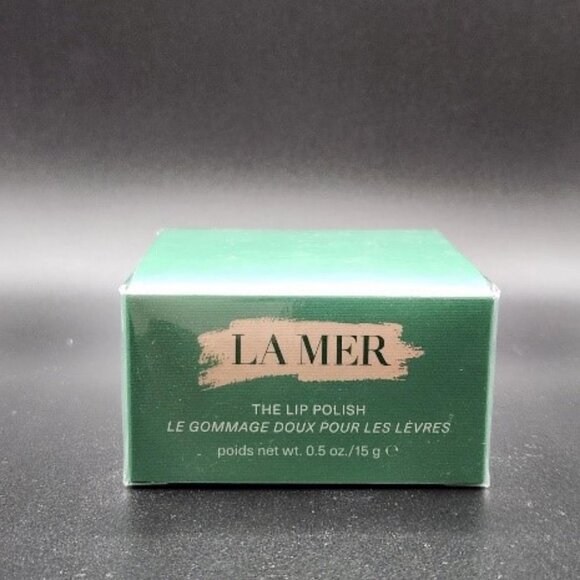 LA MER
THE LIP POLISH
LE GOMMAGE DOUX POUR LES LÈVRES
poids net wt. 0.5 oz./15 g ℮